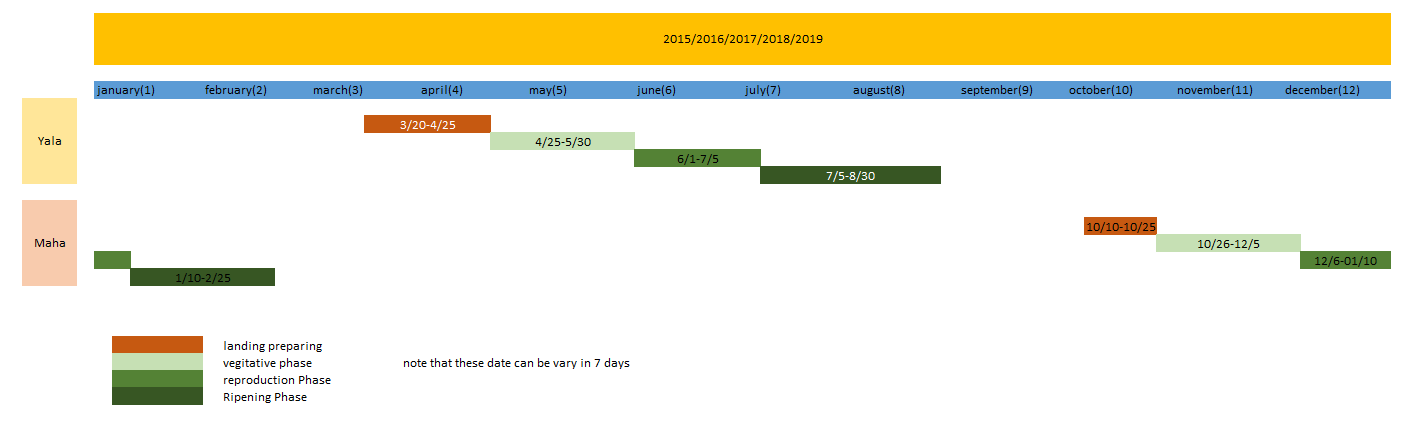 2015/2016/2017/2018/2019
january(1) february(2) march(3) april(4) may(5) june(6) july(7) august(8) september(9) october(10) november(11) december(12)
Yala
3/20-4/25
4/25-5/30
6/1-7/5
7/5-8/30
Maha
10/10-10/25
10/26-12/5
12/6-01/10
1/10-2/25
landing preparing
vegitative phase note that these date can be vary in 7 days
reproduction Phase
Ripening Phase